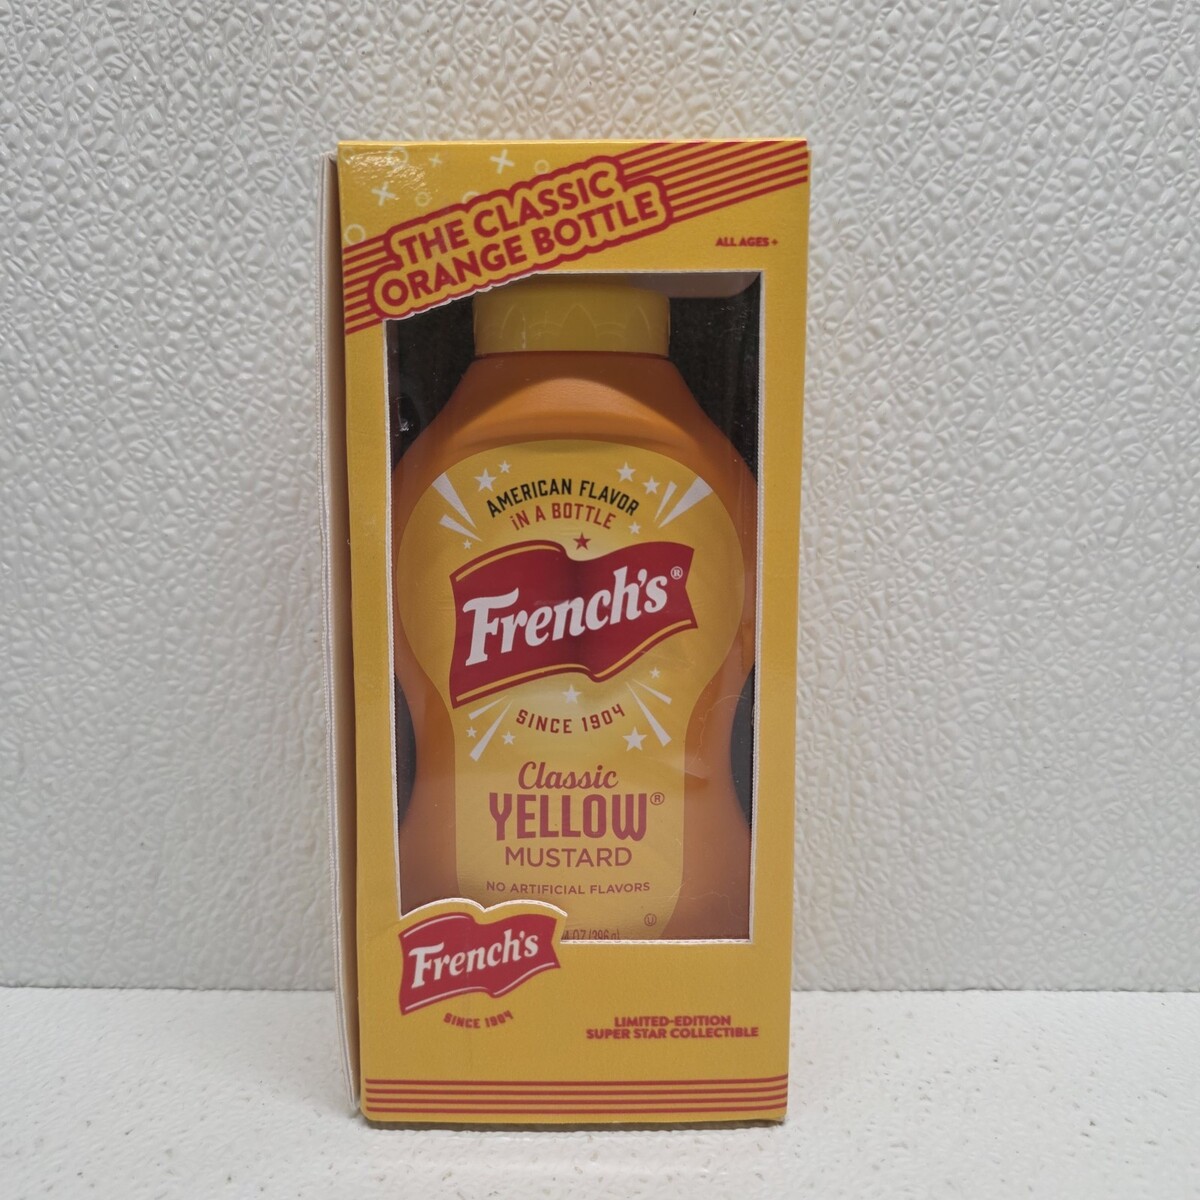 THE CLASSIC
ORANGE BOTTLE
ALL AGES +
AMERICAN FLAVOR
IN A BOTTLE
French's®
SINCE 1904
Classic
YELLOW®
MUSTARD
NO ARTIFICIAL FLAVORS
French's
SINCE 1904
LIMITED-EDITION
SUPER STAR COLLECTIBLE